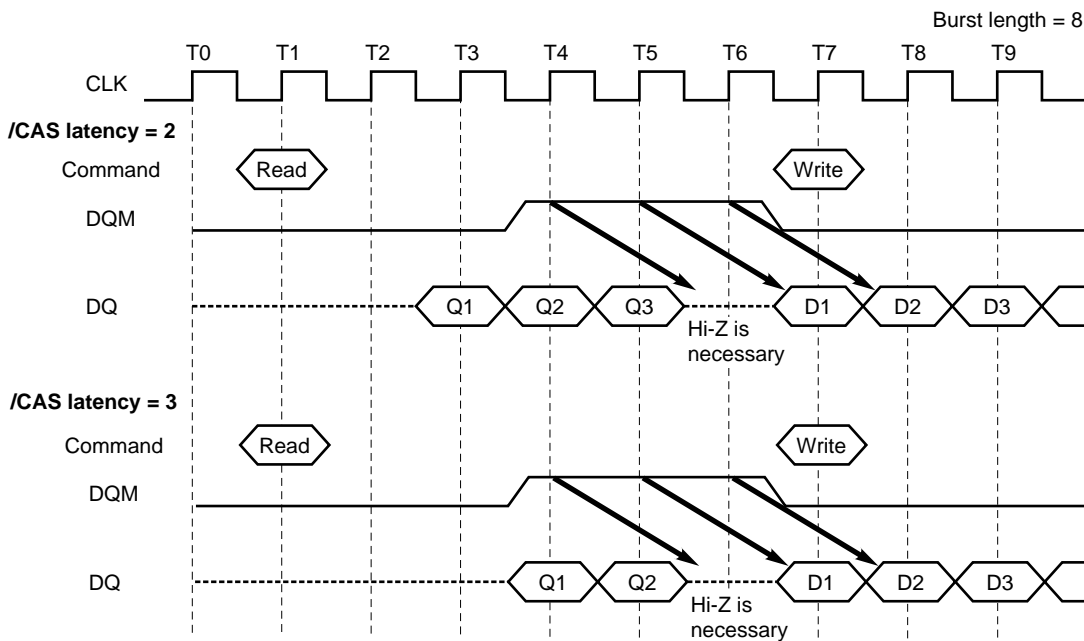 Burst length = 8
T0 T1 T2 T3 T4 T5 T6 T7 T8 T9
CLK
/CAS latency = 2
Command Read Write
DQM
DQ Q1 Q2 Q3 D1 D2 D3
Hi-Z is
necessary
/CAS latency = 3
Command Read Write
DQM
DQ Q1 Q2 D1 D2 D3
Hi-Z is
necessary